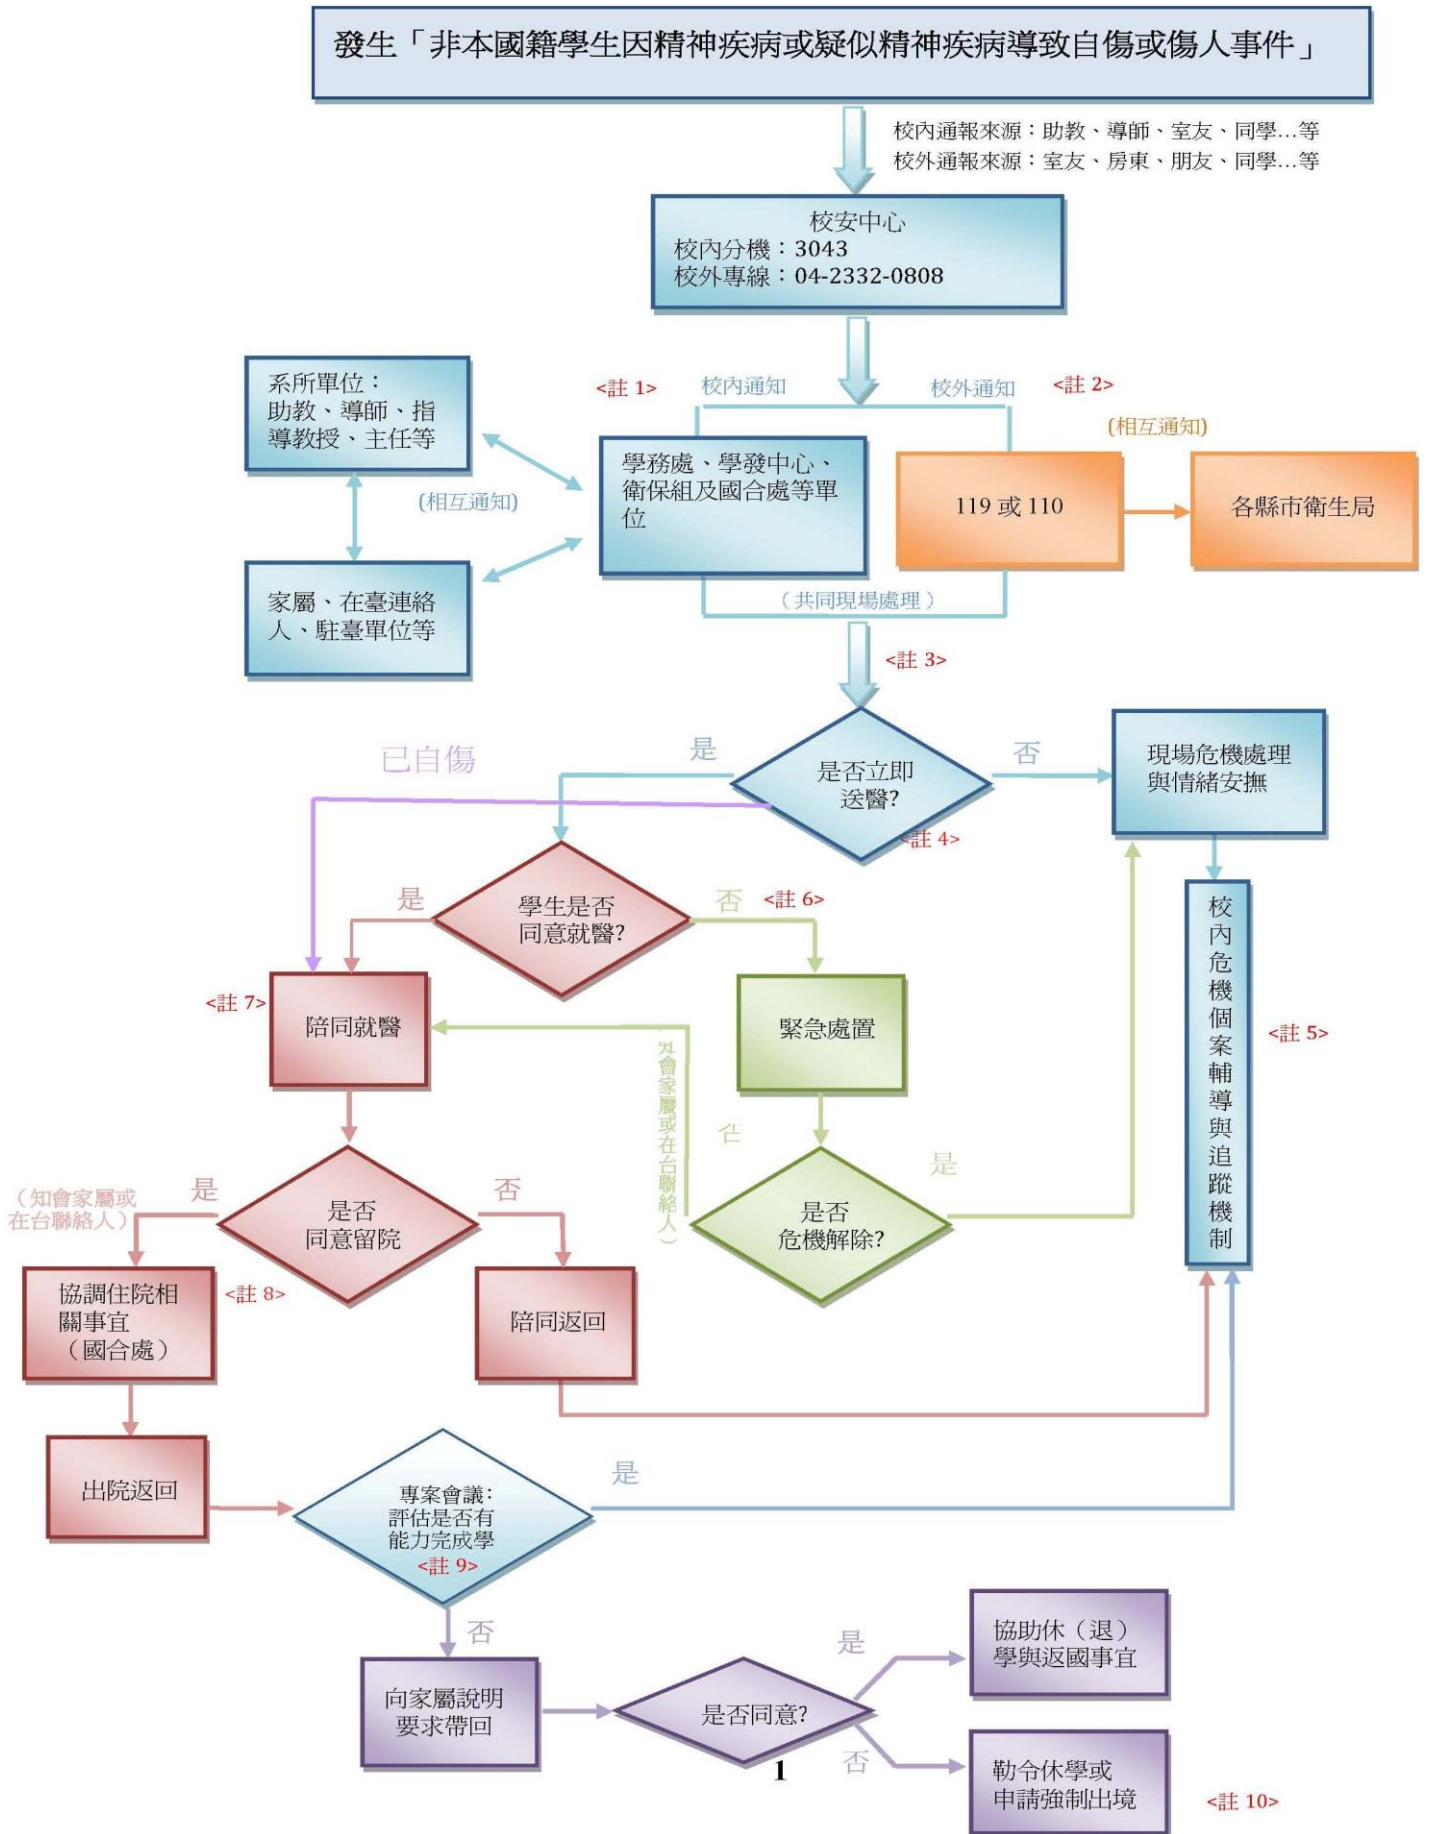 發生「非本國籍學生因精神疾病或疑似精神疾病導致自傷或傷人事件」
校內通報來源：助教、導師、室友、同學...等
校外通報來源：室友、房東、朋友、同學...等
校安中心
校內分機：3043
校外專線：04-2332-0808
系所單位：
助教、導師、指
導教授、主任等
<註 1>
校內通知
校外通知
<註 2>
(相互通知)
(相互通知)
學務處、學發中心、
衛保組及國合處等單
位
119 或 110
各縣市衛生局
家屬、在臺連絡
人、駐臺單位等
（共同現場處理）
<註 3>
已自傷
是
是否立即
送醫?
否
現場危機處理
與情緒安撫
<註 4>
是
學生是否
同意就醫?
否
<註 6>
校內危機個案輔導與追蹤機制
<註 5>
<註 7>
陪同就醫
緊急處置
會家屬或在台聯絡人）
是
是否
危機解除?
（知會家屬或
在台聯絡人）
是
是否
同意留院
否
協調住院相
關事宜
（國合處）
<註 8>
陪同返回
出院返回
專案會議：
評估是否有
能力完成學
<註 9>
是
否
向家屬說明
要求帶回
是否同意?
是
協助休（退）
學與返國事宜
否
勒令休學或
申請強制出境
<註 10>
1